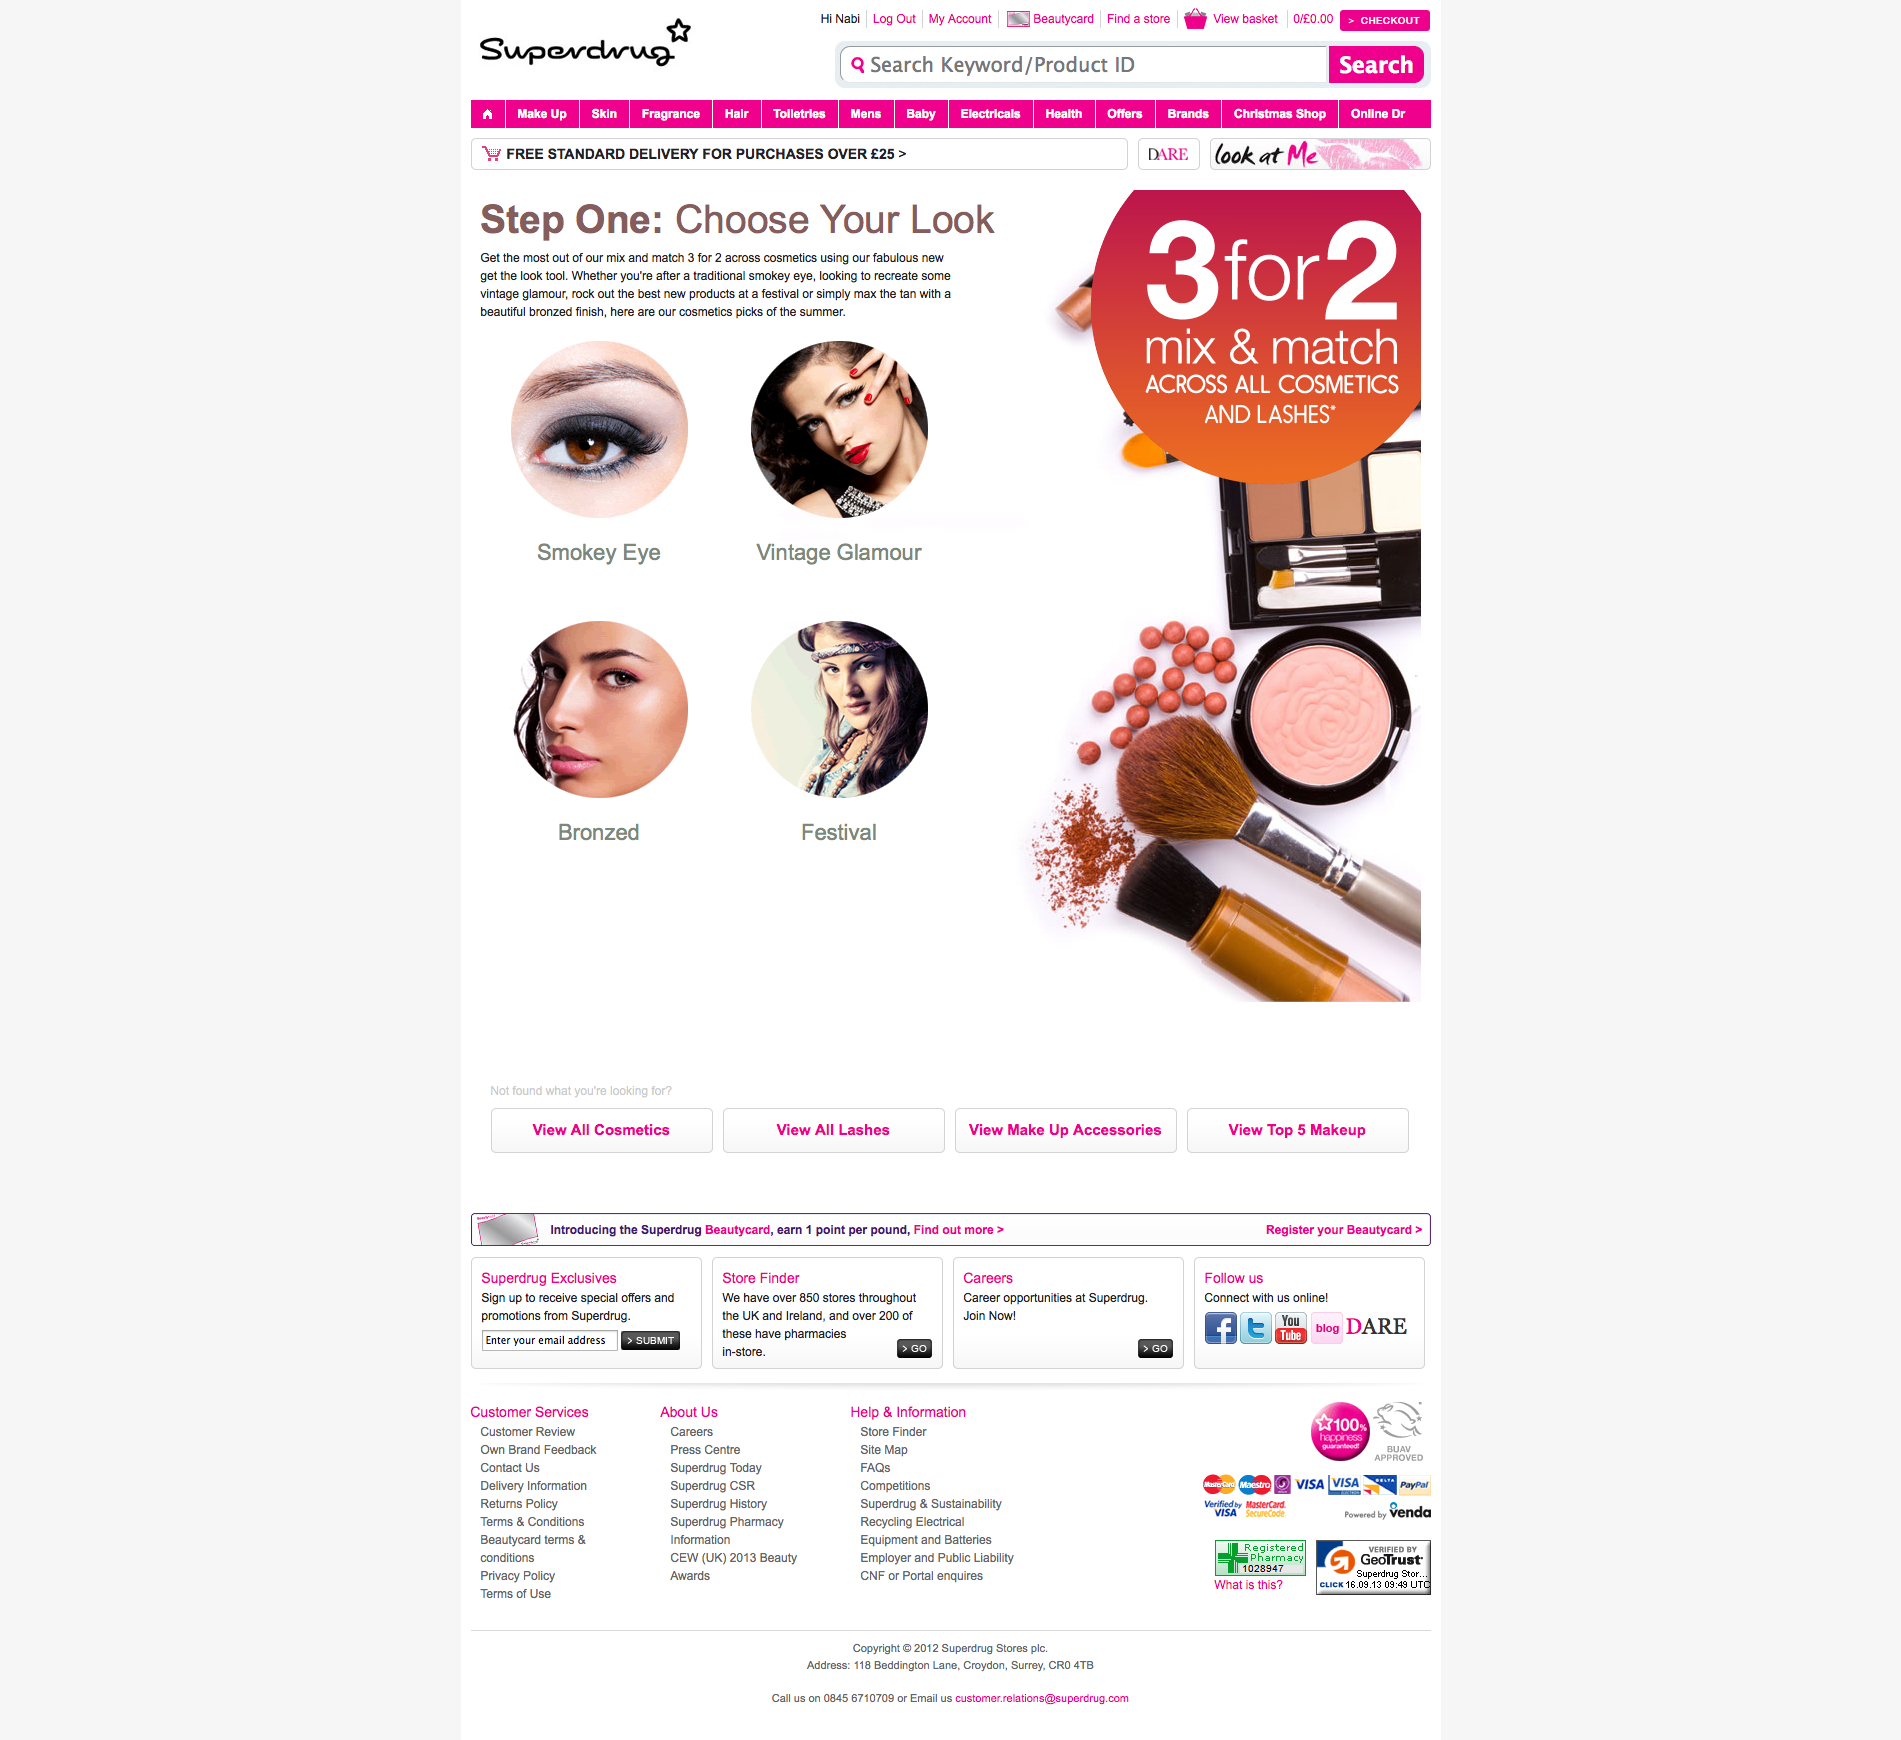 Superdrug
Hi Nabi
Log Out
My Account
Beautycard
Find a store
View basket
0/£0.00
> CHECKOUT
Search Keyword/Product ID
Search
Make Up
Skin
Fragrance
Hair
Toiletries
Mens
Baby
Electricals
Health
Offers
Brands
Christmas Shop
Online Dr
FREE STANDARD DELIVERY FOR PURCHASES OVER £25 >
DARE
look at Me
Step One: Choose Your Look
Get the most out of our mix and match 3 for 2 across cosmetics using our fabulous new
get the look tool. Whether you're after a traditional smokey eye, looking to recreate some
vintage glamour, rock out the best new products at a festival or simply max the tan with a
beautiful bronzed finish, here are our cosmetics picks of the summer.
3 for 2
mix & match
ACROSS ALL COSMETICS
AND LASHES*
Smokey Eye
Vintage Glamour
Bronzed
Festival
Not found what you're looking for?
View All Cosmetics
View All Lashes
View Make Up Accessories
View Top 5 Makeup
Introducing the Superdrug Beautycard, earn 1 point per pound, Find out more >
Register your Beautycard >
Superdrug Exclusives
Sign up to receive special offers and
promotions from Superdrug.
Enter your email address
> SUBMIT
Store Finder
We have over 850 stores throughout
the UK and Ireland, and over 200 of
these have pharmacies
in-store.
> GO
Careers
Career opportunities at Superdrug.
Join Now!
> GO
Follow us
Connect with us online!
You
Tube
blog
DARE
Customer Services
Customer Review
Own Brand Feedback
Contact Us
Delivery Information
Returns Policy
Terms & Conditions
Beautycard terms &
conditions
Privacy Policy
Terms of Use
About Us
Careers
Press Centre
Superdrug Today
Superdrug CSR
Superdrug History
Superdrug Pharmacy
Information
CEW (UK) 2013 Beauty
Awards
Help & Information
Store Finder
Site Map
FAQs
Competitions
Superdrug & Sustainability
Recycling Electrical
Equipment and Batteries
Employer and Public Liability
CNF or Portal enquires
100%
happiness
guaranteed!
BUAV
APPROVED
MasterCard
Maestro
VISA
VISA
ELECTRON
DELTA
PayPal
Verified by
VISA
MasterCard.
SecureCode.
Powered by venda
Registered
Pharmacy
1028947
What is this?
VERIFIED BY
GeoTrust
Superdrug Stor...
CLICK 16.09.13 09:49 UTC
Copyright © 2012 Superdrug Stores plc.
Address: 118 Beddington Lane, Croydon, Surrey, CR0 4TB
Call us on 0845 6710709 or Email us customer.relations@superdrug.com